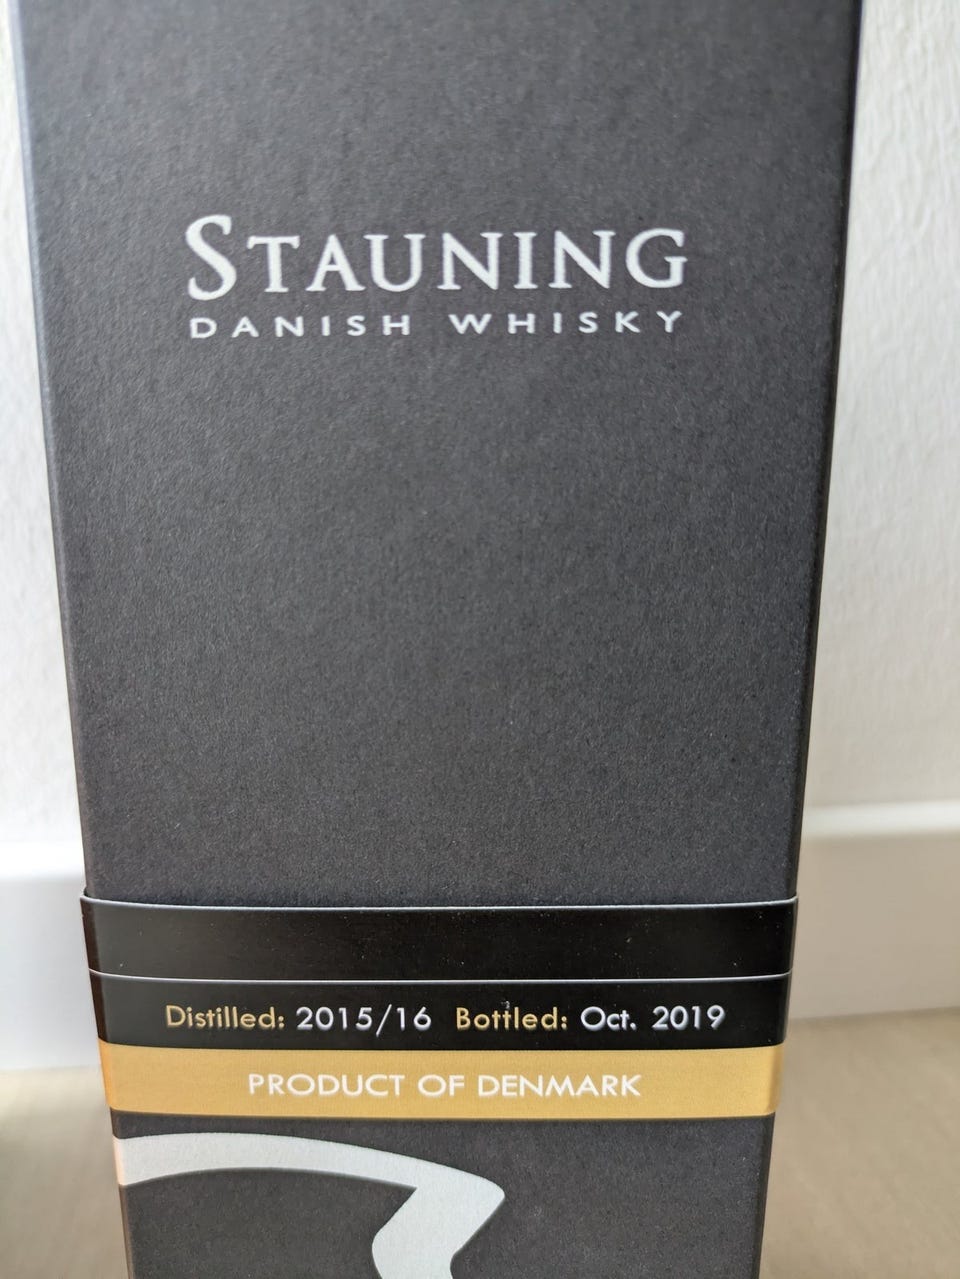 STAUNING
DANISH WHISKY
Distilled: 2015/16 Bottled: Oct. 2019
PRODUCT OF DENMARK